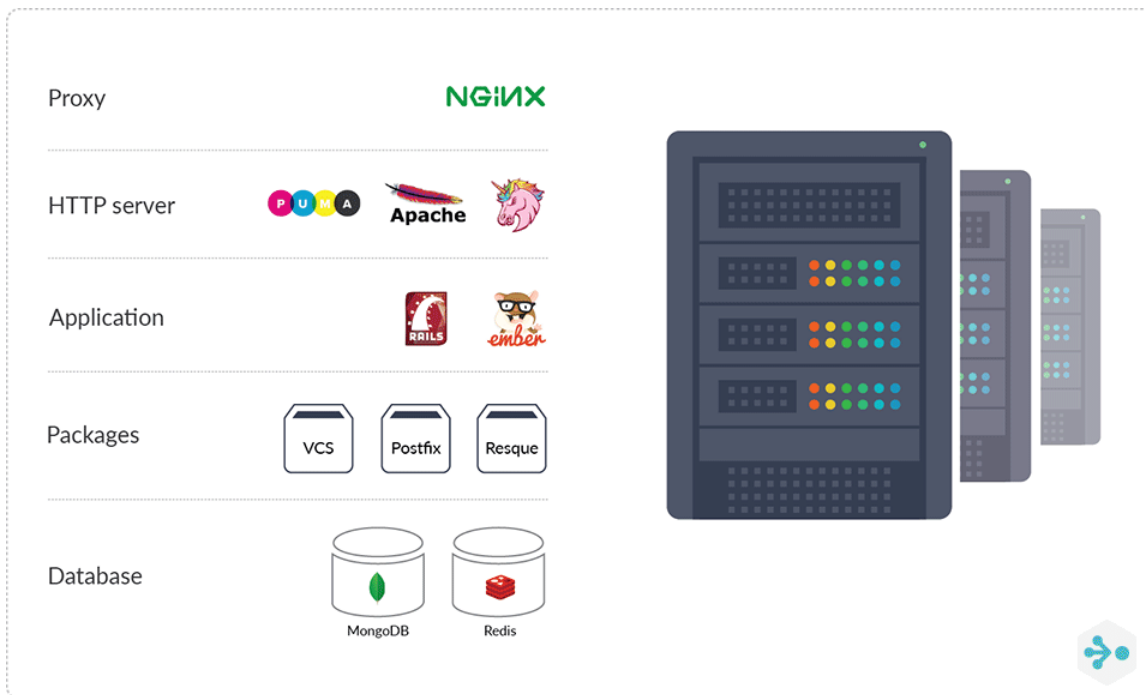 Proxy
NGiNX
HTTP server
PUMA
Apache
Application
RAILS
ember
Packages
VCS
Postfix
Resque
Database
MongoDB
Redis